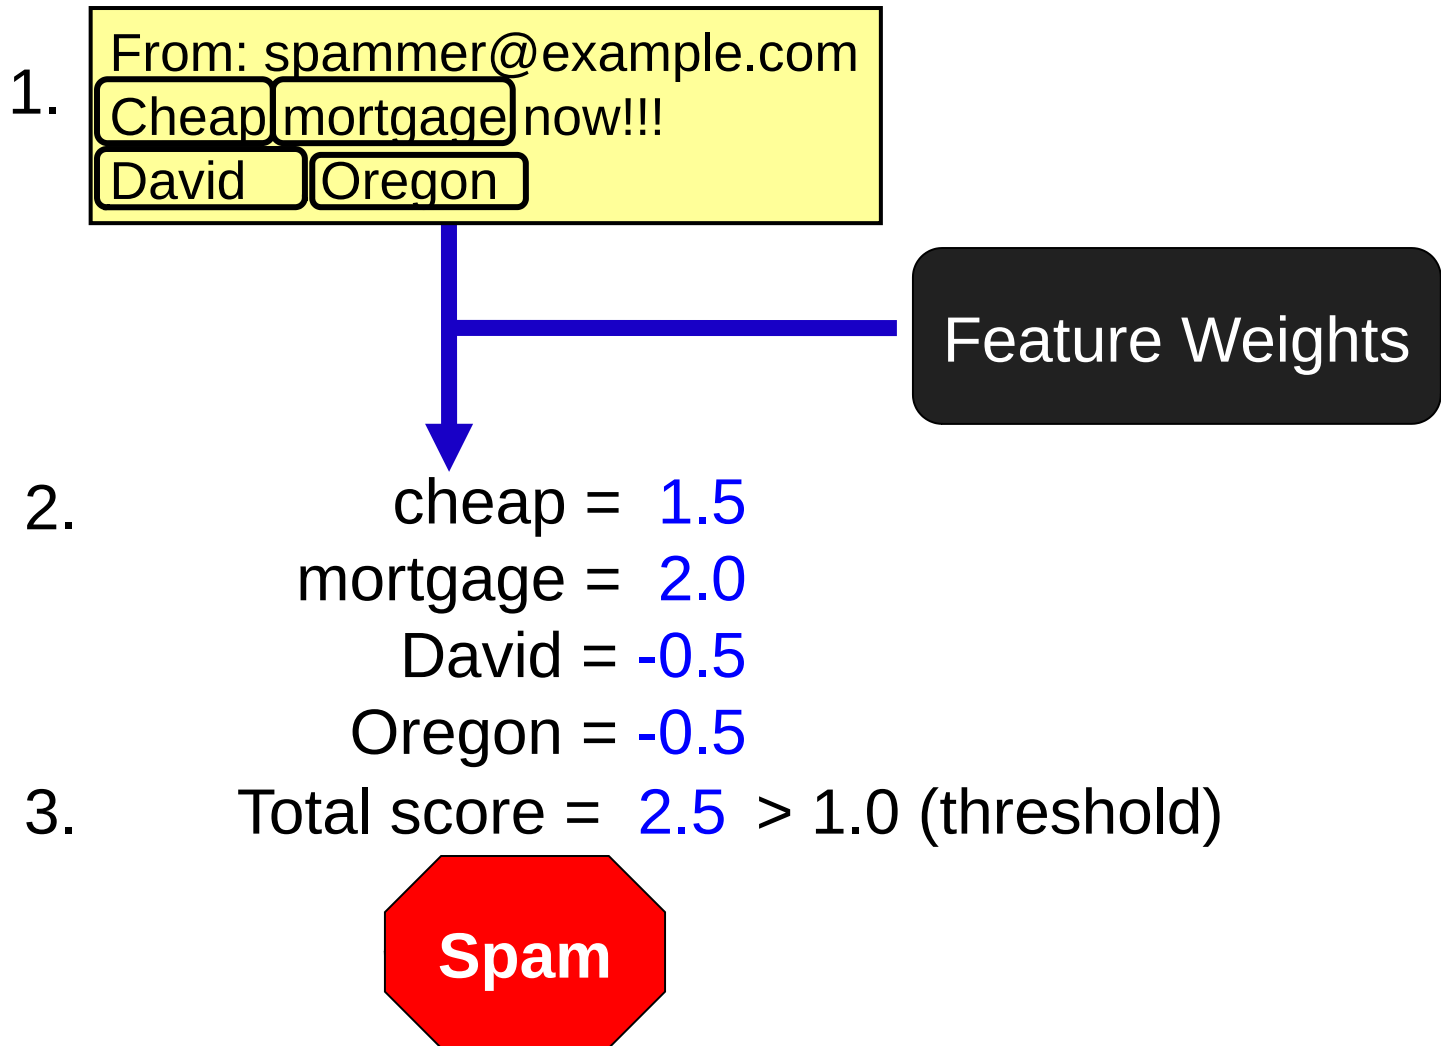 1.
From: spammer@example.com
Cheap mortgage now!!!
David Oregon
Feature Weights
2.
cheap = 1.5
mortgage = 2.0
David = -0.5
Oregon = -0.5
3.
Total score = 2.5 > 1.0 (threshold)
Spam